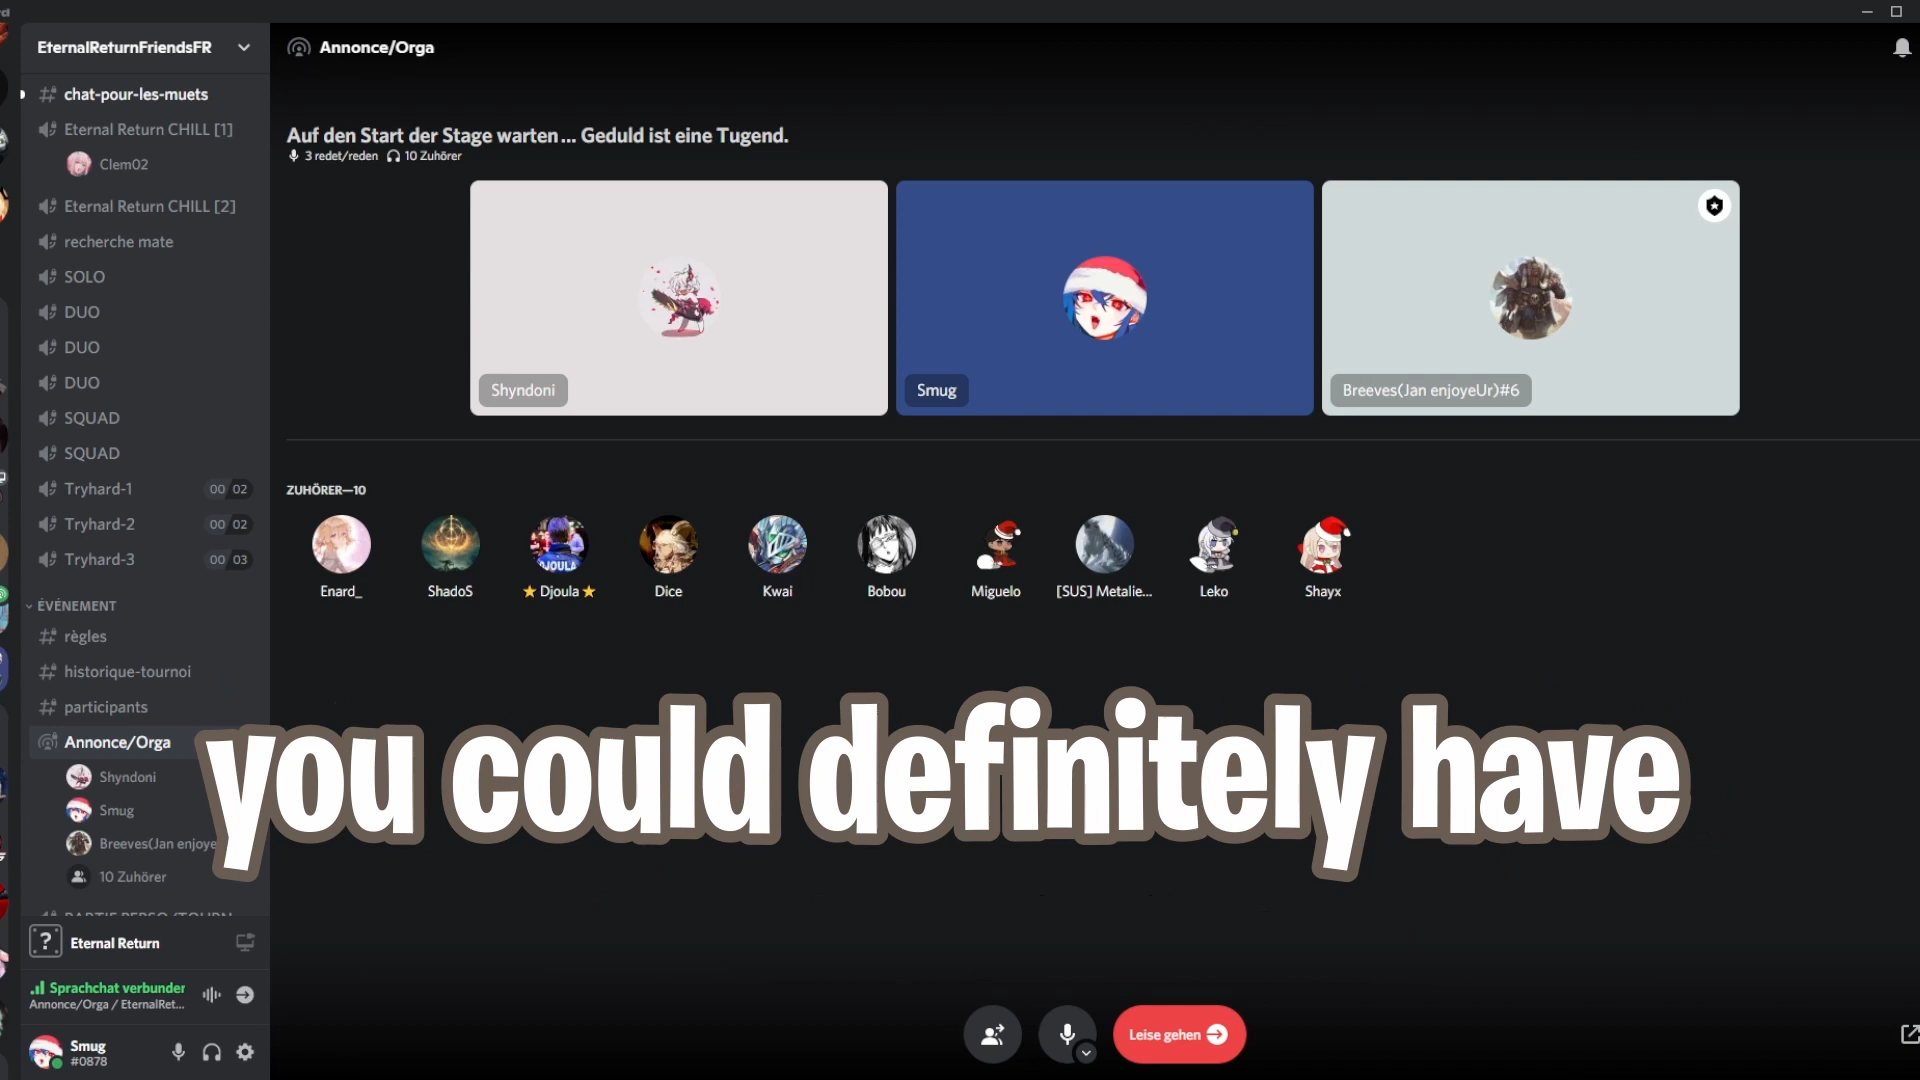 EternalReturnFriendsFR
chat-pour-les-muets
Eternal Return CHILL [1]
Clem02
Eternal Return CHILL [2]
recherche mate
SOLO
DUO
DUO
DUO
SQUAD
SQUAD
Tryhard-1 00 02
Tryhard-2 00 02
Tryhard-3 00 03
ÉVÉNEMENT
règles
historique-tournoi
participants
Annonce/Orga
Shyndoni
Smug
Breeves(Jan enjoye
10 Zuhörer
Eternal Return
Sprachchat verbunden
Annonce/Orga / EternalRet...
Smug
#0878
Annonce/Orga
Auf den Start der Stage warten... Geduld ist eine Tugend.
3 redet/reden 10 Zuhörer
Shyndoni
Smug
Breeves(Jan enjoyeUr)#6
ZUHÖRER—10
Enard_
ShadoS
★ Djoula ★
Dice
Kwai
Bobou
Miguelo
[SUS] Metalie...
Leko
Shayx
DJOULA
you could definitely have
Leise gehen